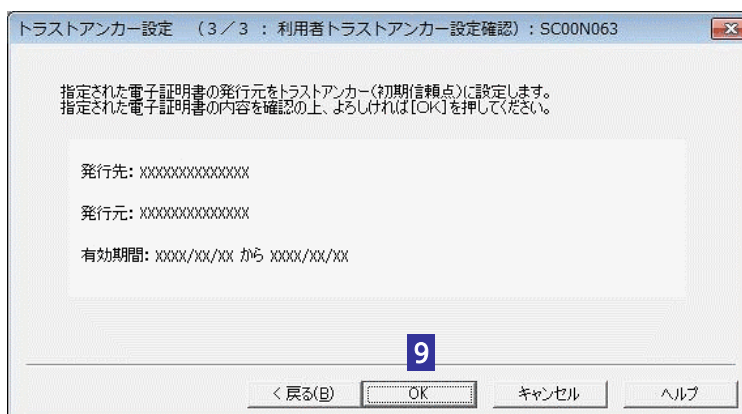 トラストアンカー設定 （３／３ : 利用者トラストアンカー設定確認）: SC00N063
指定された電子証明書の発行元をトラストアンカー(初期信頼点)に設定します。
指定された電子証明書の内容を確認の上、よろしければ[OK]を押してください。
発行先: XXXXXXXXXXXXXX
発行元: XXXXXXXXXXXXXX
有効期間: XXXX/XX/XX から XXXX/XX/XX
9
< 戻る(B) OK キャンセル ヘルプ